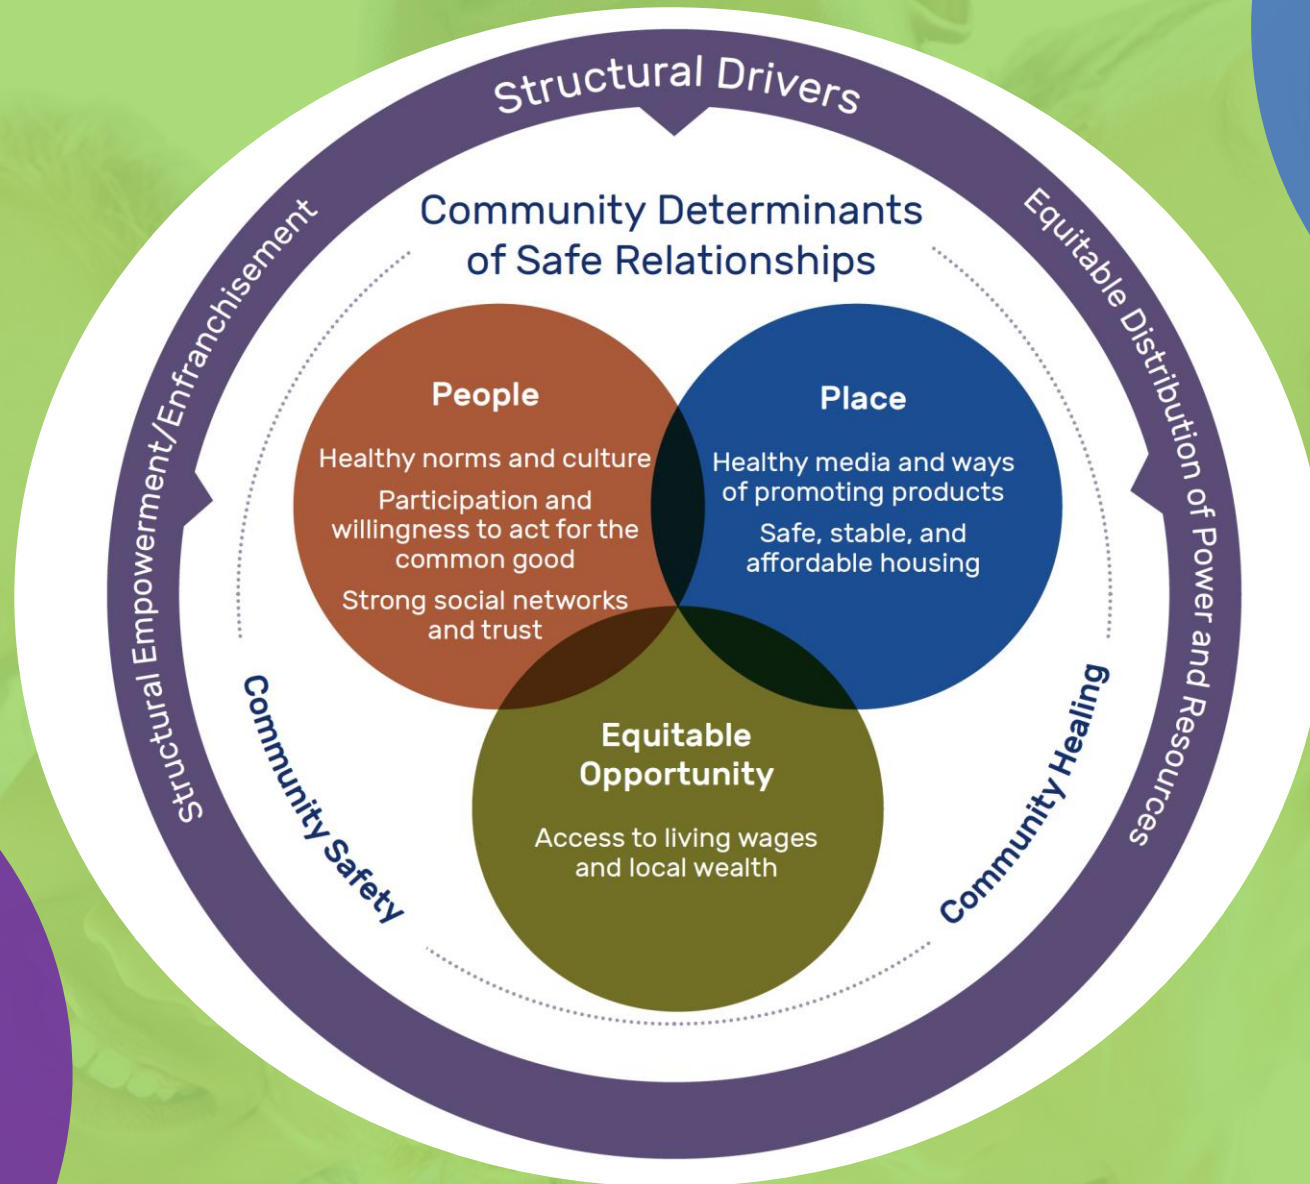 Structural Drivers
Structural Empowerment/Enfranchisement
Equitable Distribution of Power and Resources
Community Determinants
of Safe Relationships
People
Healthy norms and culture
Participation and
willingness to act for the
common good
Strong social networks
and trust
Place
Healthy media and ways
of promoting products
Safe, stable, and
affordable housing
Equitable
Opportunity
Access to living wages
and local wealth
Community Safety
Community Healing